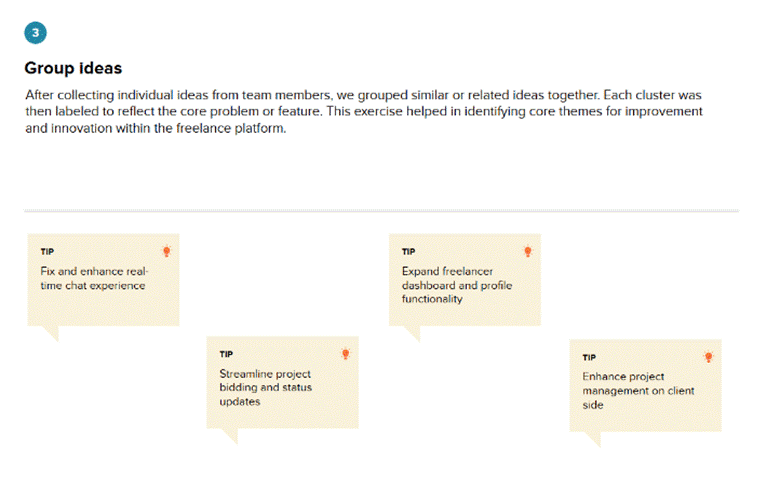 3
Group ideas
After collecting individual ideas from team members, we grouped similar or related ideas together. Each cluster was
then labeled to reflect the core problem or feature. This exercise helped in identifying core themes for improvement
and innovation within the freelance platform.
TIP
Fix and enhance real-
time chat experience
TIP
Streamline project
bidding and status
updates
TIP
Expand freelancer
dashboard and profile
functionality
TIP
Enhance project
management on client
side